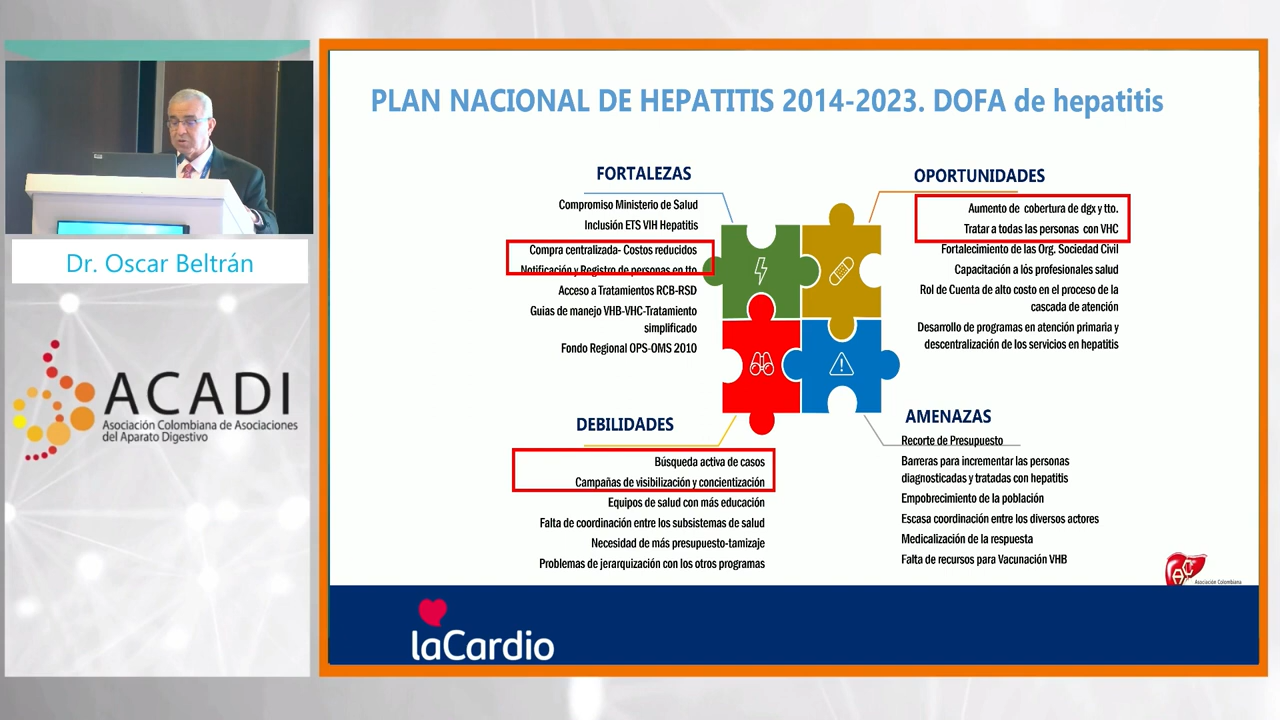 PLAN NACIONAL DE HEPATITIS 2014-2023. DOFA de hepatitis
FORTALEZAS
Compromiso Ministerio de Salud
Inclusión ETS VIH Hepatitis
Compra centralizada- Costos reducidos
Notificación y Registro de personas en tto
Acceso a Tratamientos RCB-RSD
Guias de manejo VHB-VHC-Tratamiento
simplificado
Fondo Regional OPS-OMS 2010
OPORTUNIDADES
Aumento de cobertura de dgx y tto.
Tratar a todas las personas con VHC
Fortalecimiento de las Org. Sociedad Civil
Capacitación a lós profesionales salud
Rol de Cuenta de alto costo en el proceso de la
cascada de atención
Desarrollo de programas en atención primaria y
descentralización de los servicios en hepatitis
DEBILIDADES
Búsqueda activa de casos
Campañas de visibilización y concientización
Equipos de salud con más educación
Falta de coordinación entre los subsistemas de salud
Necesidad de más presupuesto-tamizaje
Problemas de jerarquización con los otros programas
AMENAZAS
Recorte de Presupuesto
Barreras para incrementar las personas
diagnosticadas y tratadas con hepatitis
Empobrecimiento de la población
Escasa coordinación entre los diversos actores
Medicalización de la respuesta
Falta de recursos para Vacunación VHB
Asociación Colombiana
laCardio
Dr. Oscar Beltrán
ACADI
Asociación Colombiana de Asociaciones
del Aparato Digestivo